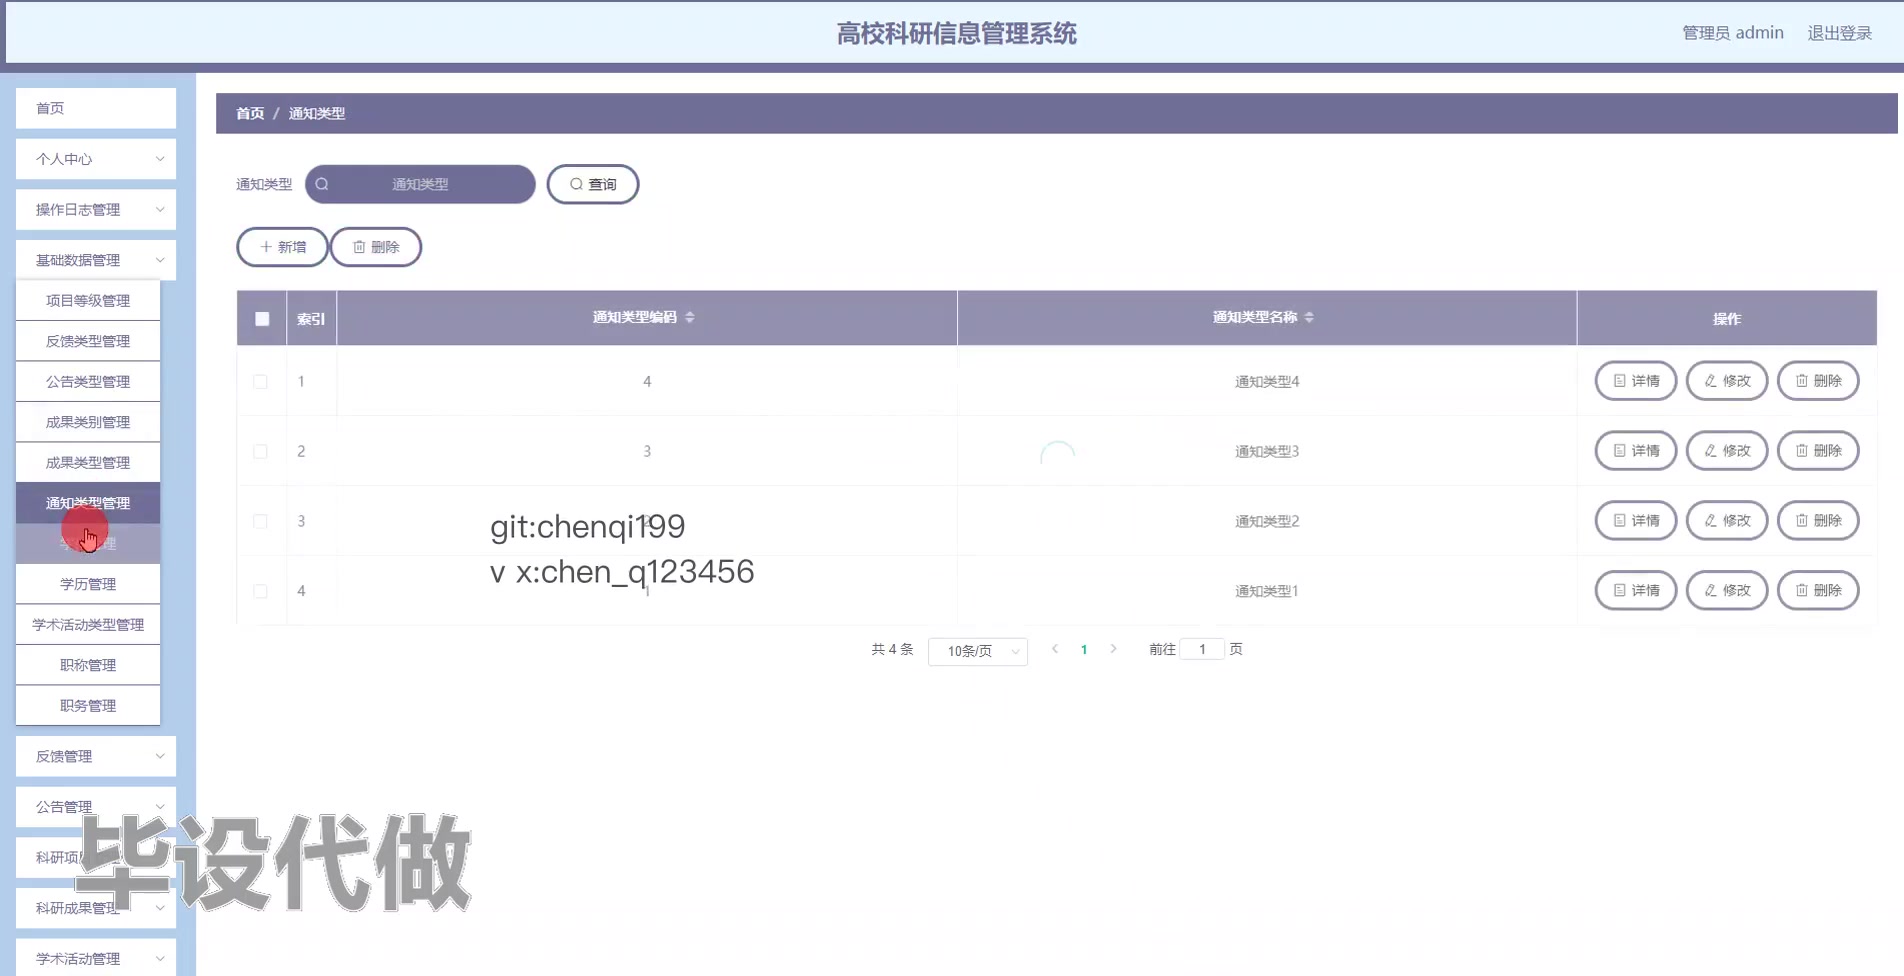 高校科研信息管理系统
管理员 admin 退出登录
首页
个人中心
操作日志管理
基础数据管理
项目等级管理
反馈类型管理
公告类型管理
成果类别管理
成果类型管理
通知类型管理
学历管理
学术活动类型管理
职称管理
职务管理
反馈管理
公告管理
科研成果管理
学术活动管理
首页 / 通知类型
通知类型 通知类型 查询
新增 删除
索引 通知类型编码 通知类型名称 操作
1 4 通知类型4 详情 修改 删除
2 3 通知类型3 详情 修改 删除
3 2 通知类型2 详情 修改 删除
4 1 通知类型1 详情 修改 删除
共 4 条 10条/页 1 前往 1 页
git:chenqi199
v x:chen_q123456
毕设代做